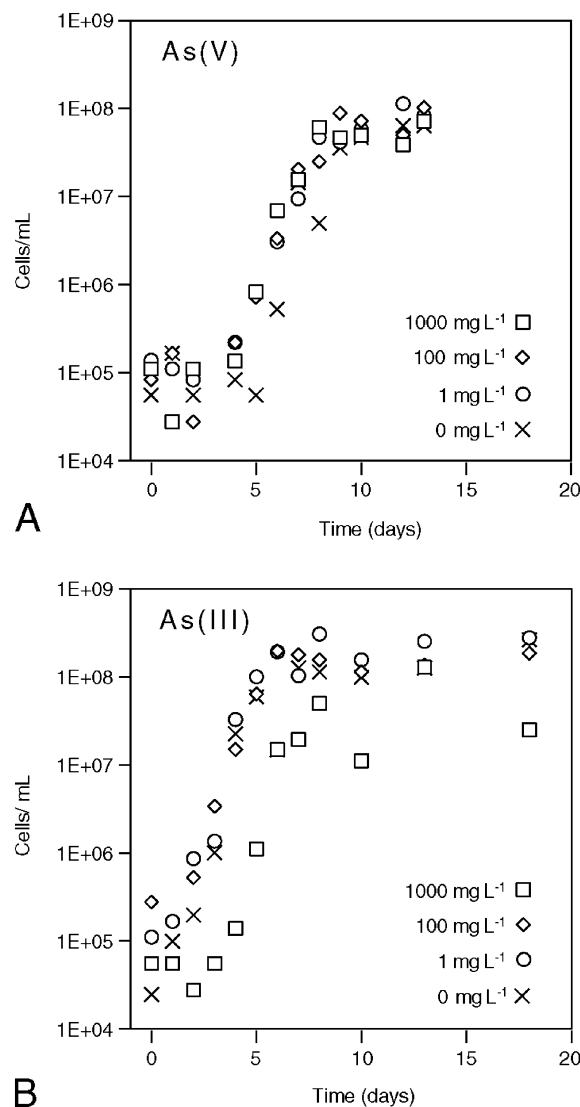 1E+09
As(V)
1E+08
1E+07
Cells/mL
1E+06
1000 mg L⁻¹
100 mg L⁻¹
1E+05
1 mg L⁻¹
0 mg L⁻¹
1E+04
0 5 10 15 20
A
Time (days)
1E+09
As(III)
1E+08
1E+07
Cells/ mL
1E+06
1000 mg L⁻¹
100 mg L⁻¹
1E+05
1 mg L⁻¹
0 mg L⁻¹
1E+04
0 5 10 15 20
B
Time (days)